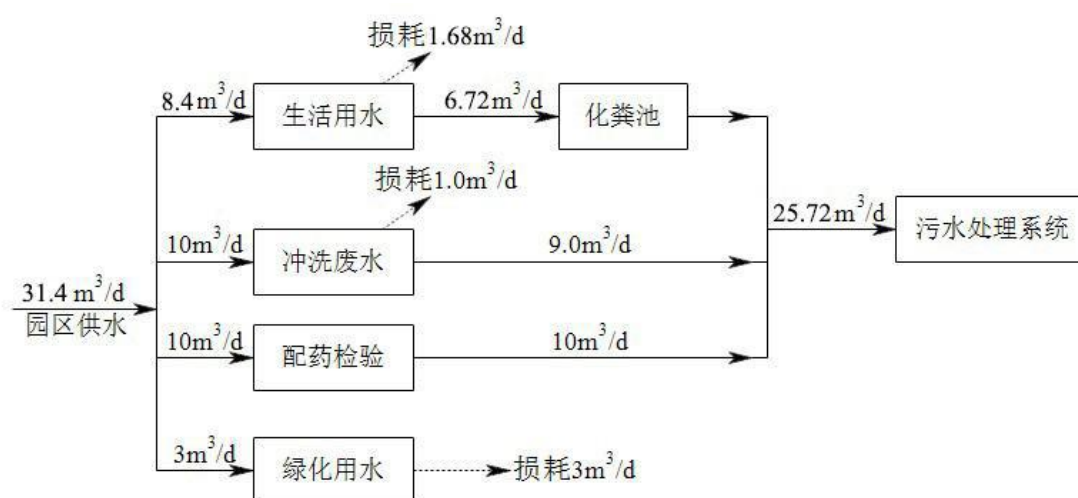 损耗1.68m³/d
8.4m³/d
生活用水
6.72m³/d
化粪池
损耗1.0m³/d
25.72m³/d
污水处理系统
10m³/d
冲洗废水
9.0m³/d
31.4m³/d
园区供水
10m³/d
配药检验
10m³/d
3m³/d
绿化用水
损耗3m³/d